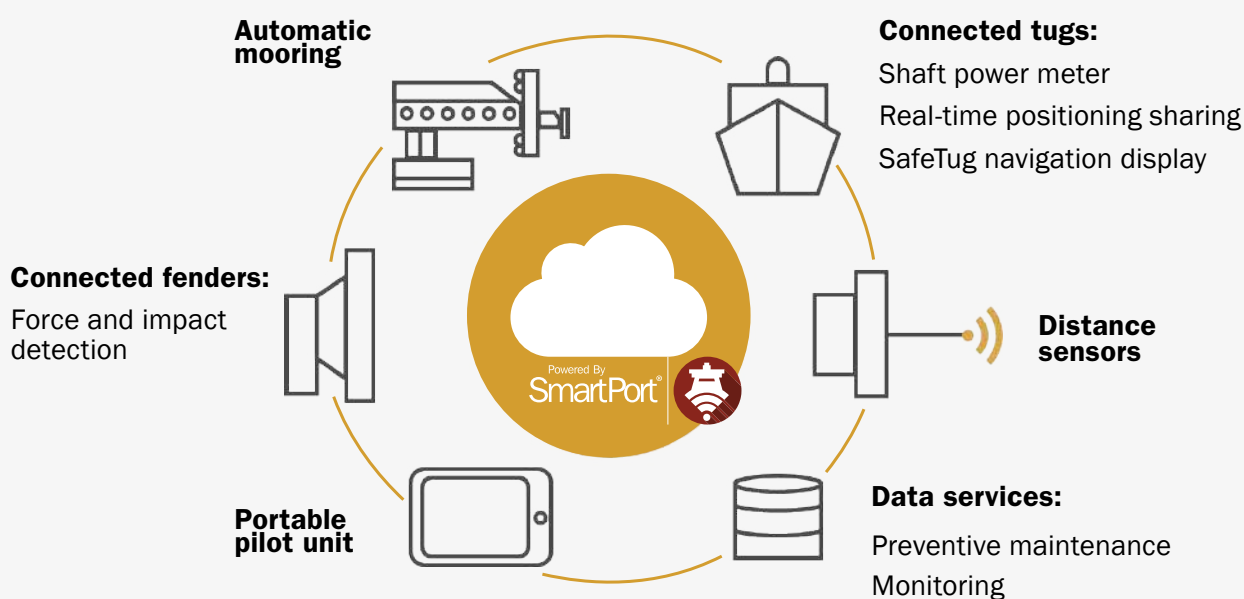 Automatic
mooring
Connected tugs:
Shaft power meter
Real-time positioning sharing
SafeTug navigation display
Connected fenders:
Force and impact
detection
Distance
sensors
Powered By
SmartPort®
Portable
pilot unit
Data services:
Preventive maintenance
Monitoring